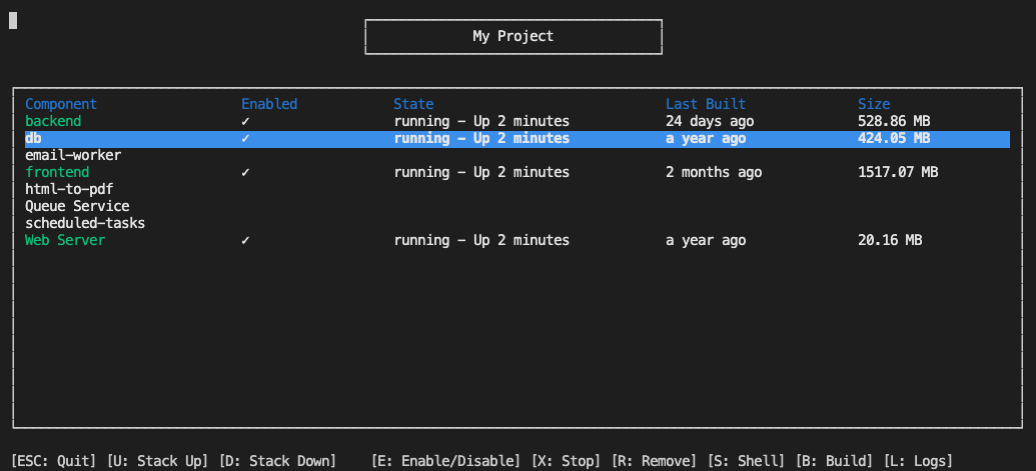 My Project
Component Enabled State Last Built Size
backend ✓ running – Up 2 minutes 24 days ago 528.86 MB
db ✓ running – Up 2 minutes a year ago 424.05 MB
email-worker
frontend ✓ running – Up 2 minutes 2 months ago 1517.07 MB
html-to-pdf
Queue Service
scheduled-tasks
Web Server ✓ running – Up 2 minutes a year ago 20.16 MB
[ESC: Quit] [U: Stack Up] [D: Stack Down] [E: Enable/Disable] [X: Stop] [R: Remove] [S: Shell] [B: Build] [L: Logs]